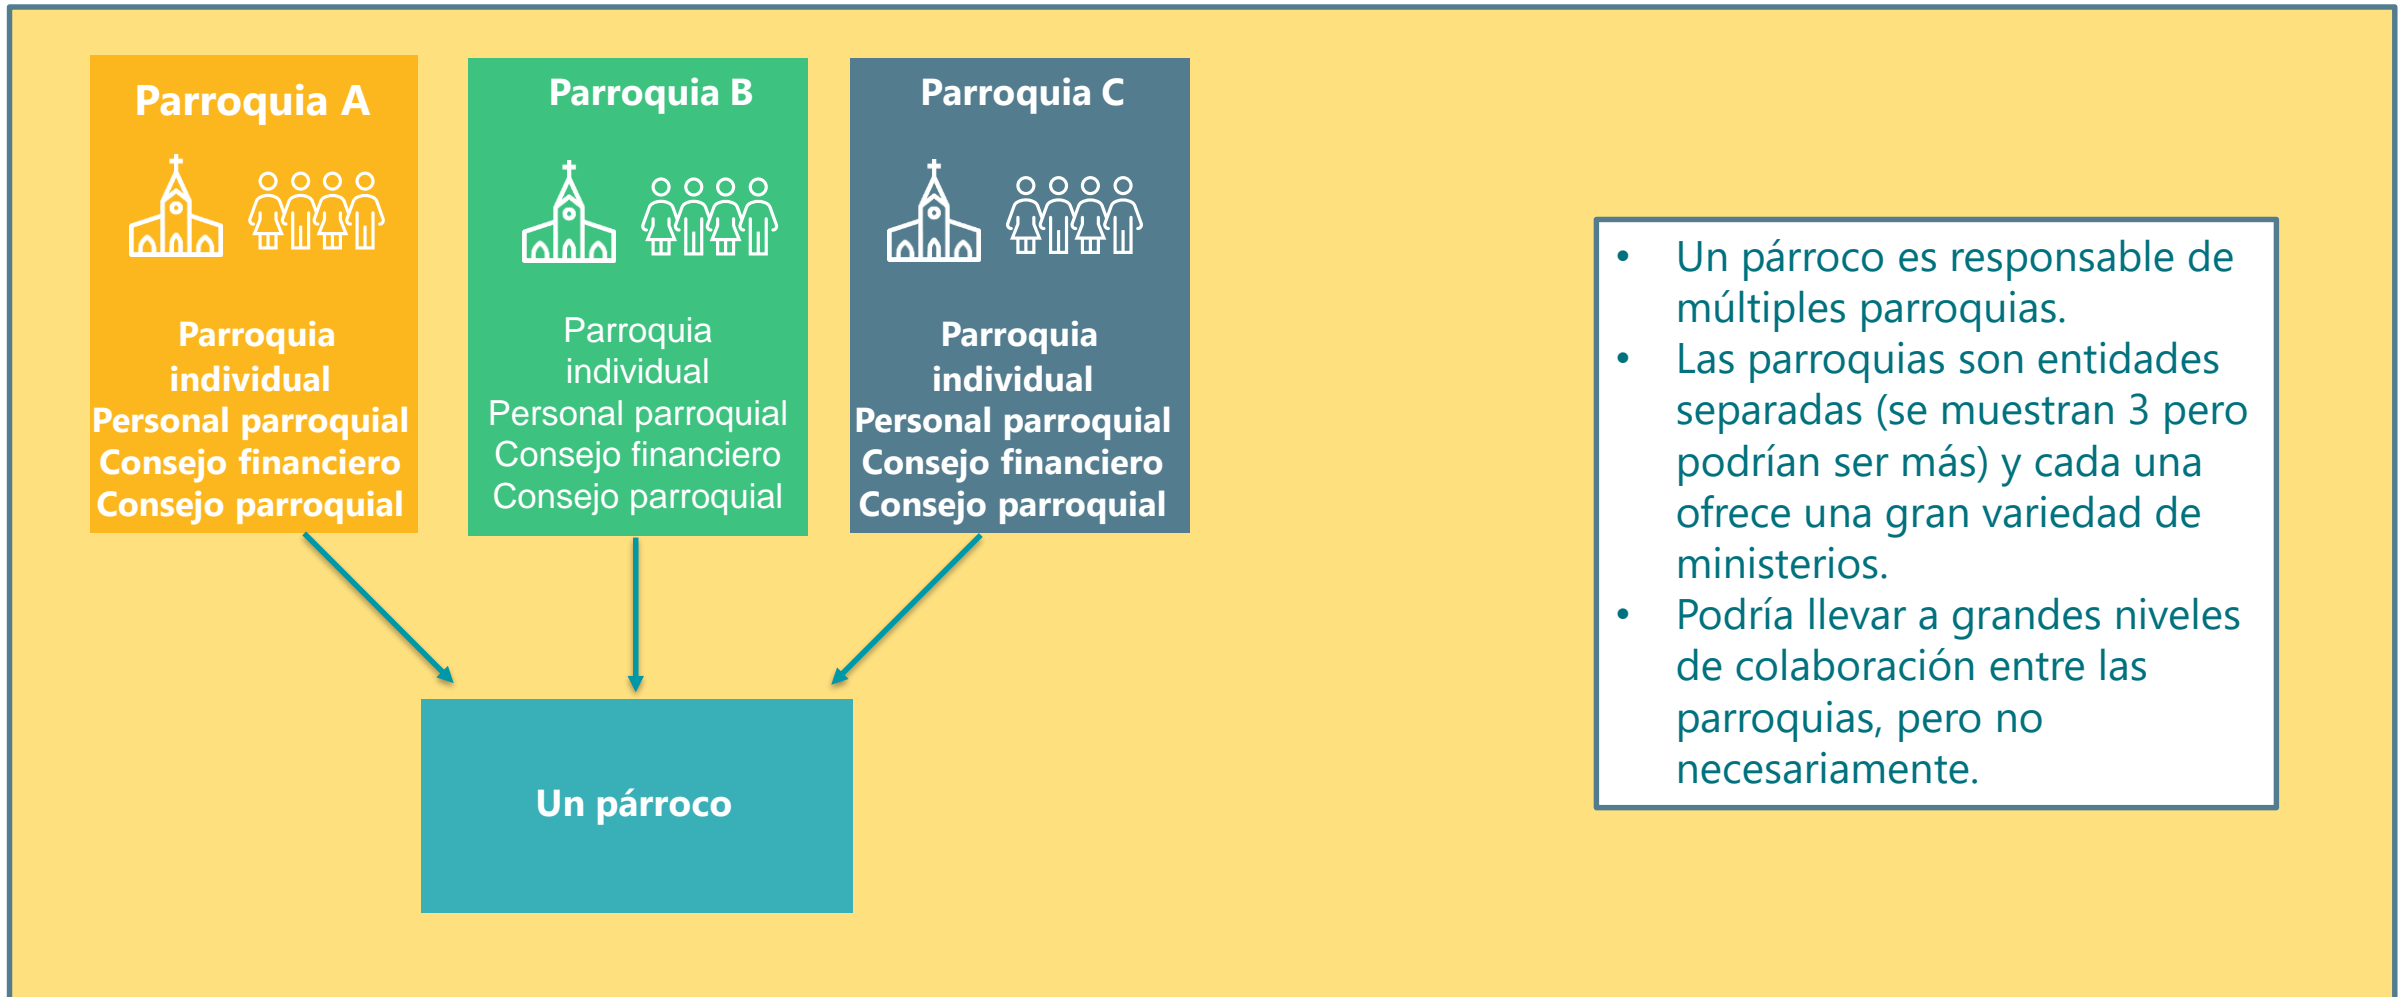 Parroquia A
Parroquia
individual
Personal parroquial
Consejo financiero
Consejo parroquial
Parroquia B
Parroquia
individual
Personal parroquial
Consejo financiero
Consejo parroquial
Parroquia C
Parroquia
individual
Personal parroquial
Consejo financiero
Consejo parroquial
Un párroco
• Un párroco es responsable de
múltiples parroquias.
• Las parroquias son entidades
separadas (se muestran 3 pero
podrían ser más) y cada una
ofrece una gran variedad de
ministerios.
• Podría llevar a grandes niveles
de colaboración entre las
parroquias, pero no
necesariamente.